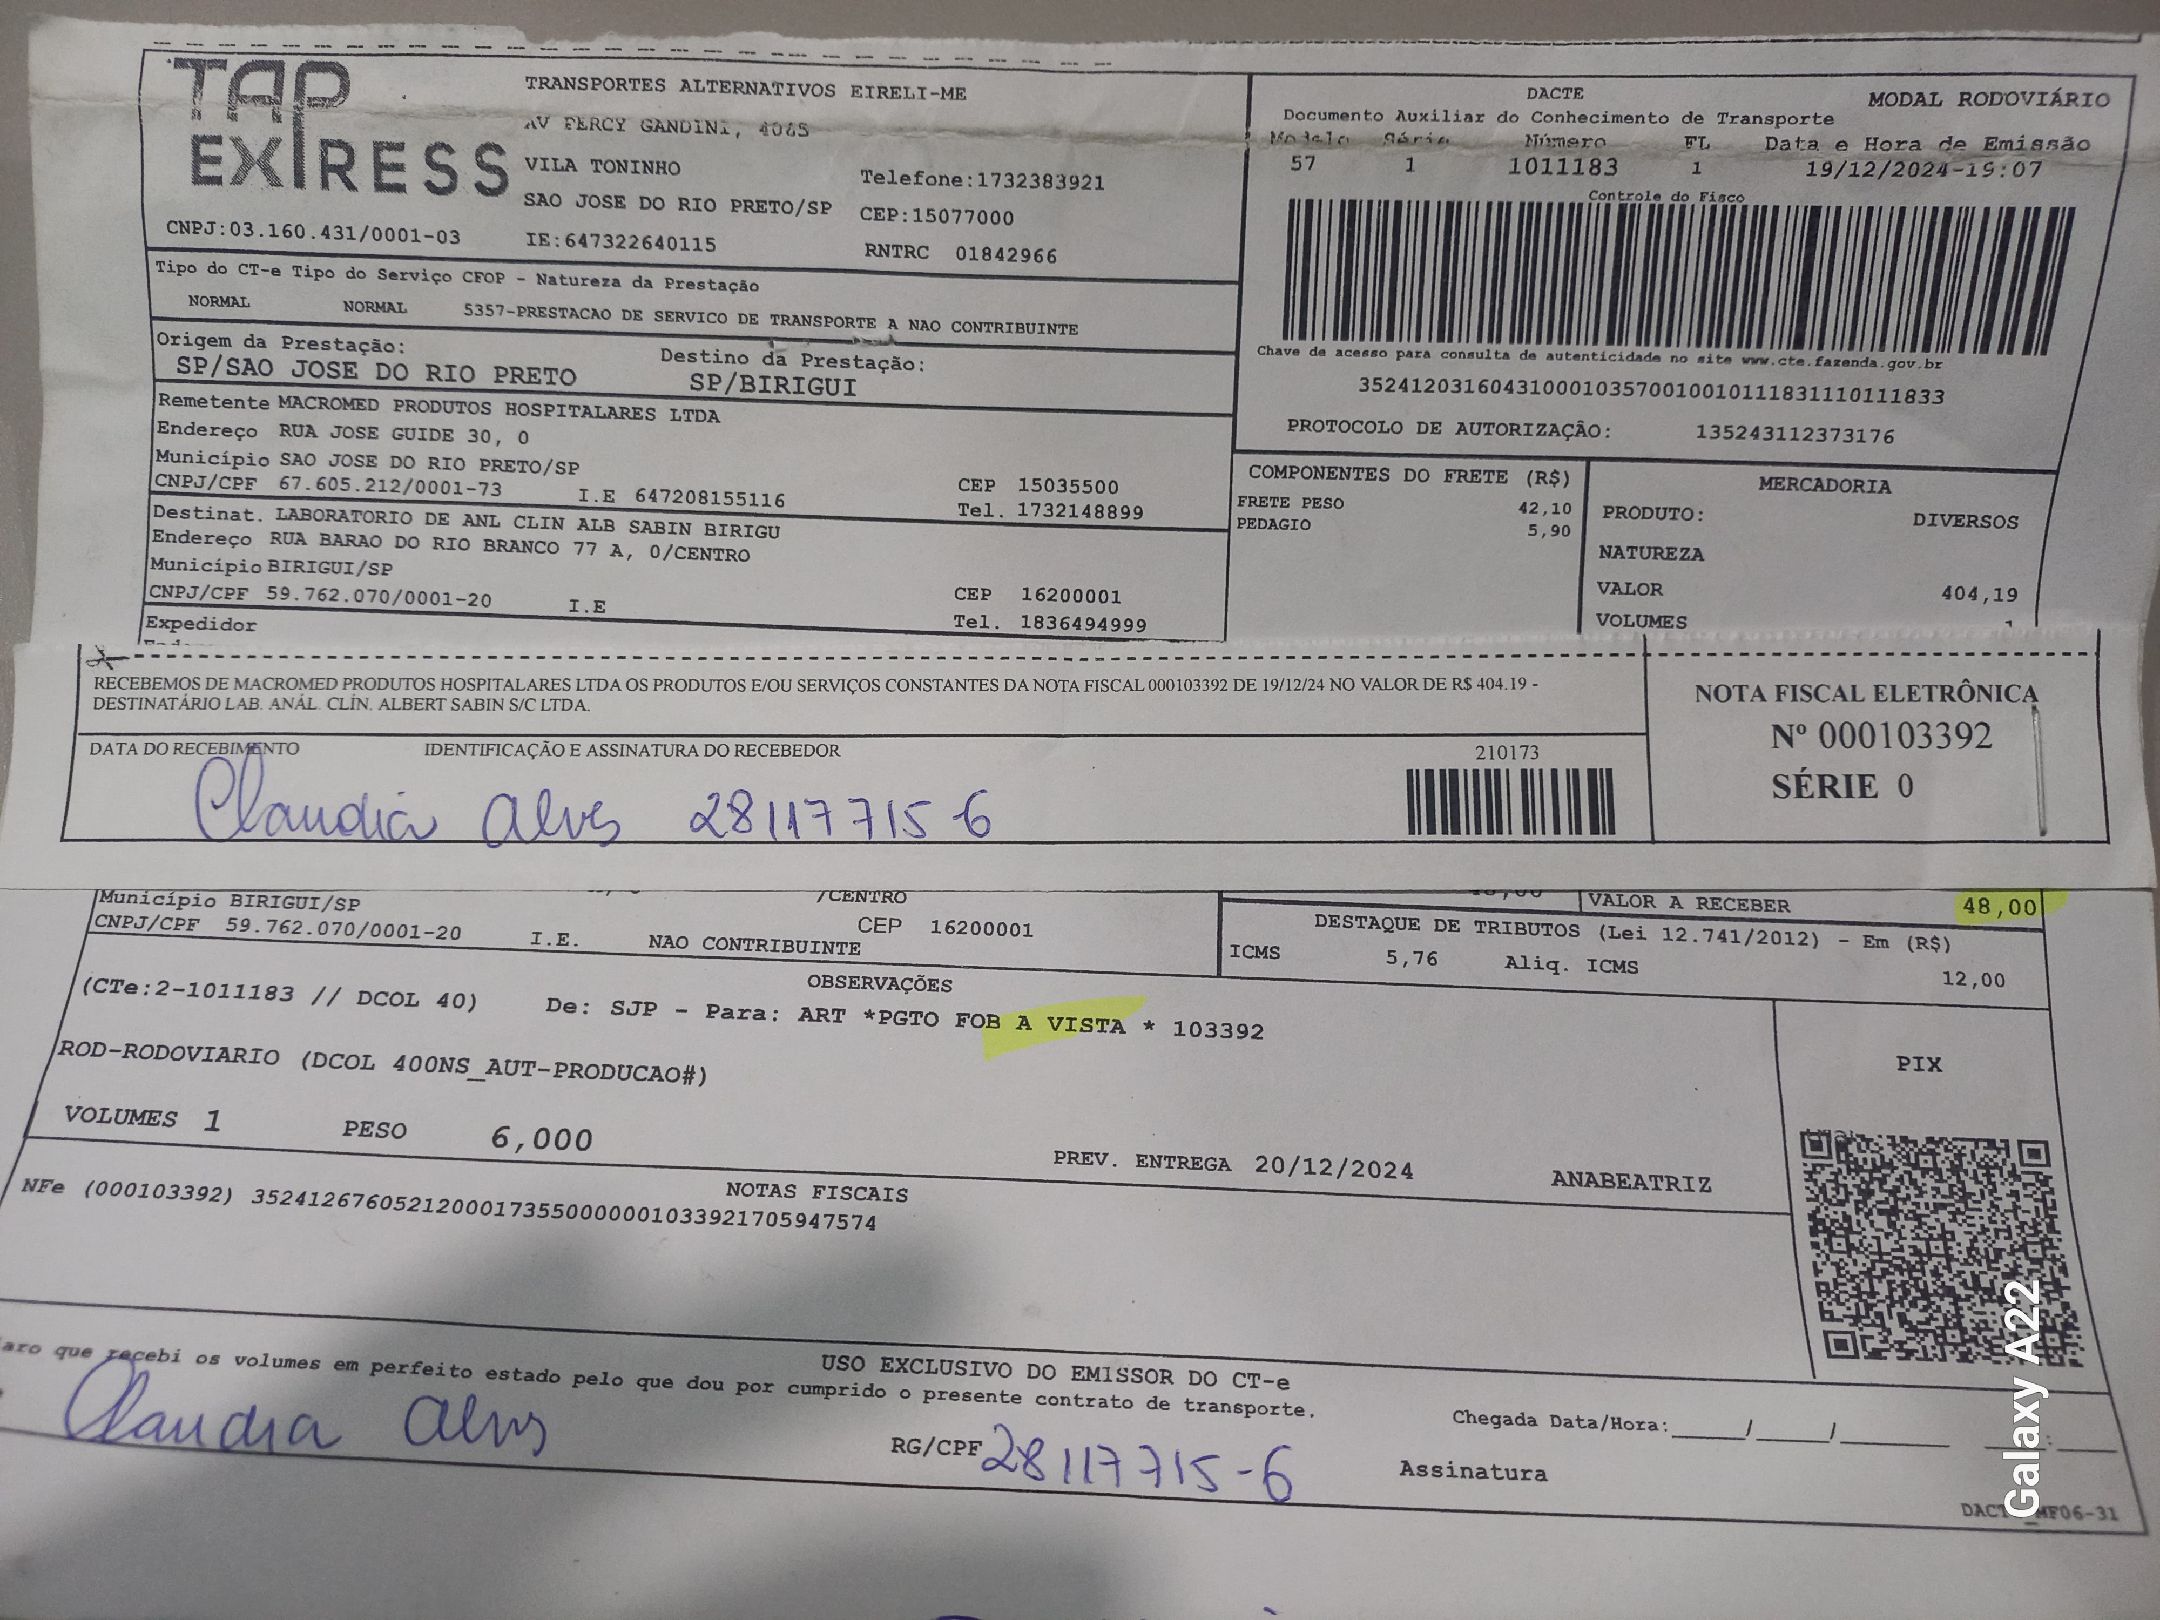 TAP EXPRESS
TRANSPORTES ALTERNATIVOS EIRELI-ME
AV PERCY GANDINI, 4065
VILA TONINHO
Telefone:1732383921
SAO JOSE DO RIO PRETO/SP CEP:15077000
CNPJ:03.160.431/0001-03 IE:647322640115 RNTRC 01842966
DACTE MODAL RODOVIÁRIO
Documento Auxiliar do Conhecimento de Transporte
Modelo Série Número FL Data e Hora de Emissão
57 1 1011183 1 19/12/2024-19:07
Controle do Fisco
Chave de acesso para consulta de autenticidade no site www.cte.fazenda.gov.br
35241203160431000103570010010111831110111833
PROTOCOLO DE AUTORIZAÇÃO: 135243112373176
Tipo do CT-e Tipo do Serviço CFOP - Natureza da Prestação
NORMAL NORMAL 5357-PRESTACAO DE SERVICO DE TRANSPORTE A NAO CONTRIBUINTE
Origem da Prestação: Destino da Prestação:
SP/SAO JOSE DO RIO PRETO SP/BIRIGUI
Remetente MACROMED PRODUTOS HOSPITALARES LTDA
Endereço RUA JOSE GUIDE 30, 0
Município SAO JOSE DO RIO PRETO/SP CEP 15035500
CNPJ/CPF 67.605.212/0001-73 I.E 647208155116 Tel. 1732148899
Destinat. LABORATORIO DE ANL CLIN ALB SABIN BIRIGU
Endereço RUA BARAO DO RIO BRANCO 77 A, 0/CENTRO
Município BIRIGUI/SP CEP 16200001
CNPJ/CPF 59.762.070/0001-20 I.E Tel. 1836494999
Expedidor
COMPONENTES DO FRETE (R$)
FRETE PESO 42,10
PEDAGIO 5,90
MERCADORIA
PRODUTO: DIVERSOS
NATUREZA
VALOR 404,19
VOLUMES 1
RECEBEMOS DE MACROMED PRODUTOS HOSPITALARES LTDA OS PRODUTOS E/OU SERVIÇOS CONSTANTES DA NOTA FISCAL 000103392 DE 19/12/24 NO VALOR DE R$ 404.19 -
DESTINATÁRIO LAB. ANÁL. CLÍN. ALBERT SABIN S/C LTDA.
DATA DO RECEBIMENTO IDENTIFICAÇÃO E ASSINATURA DO RECEBEDOR 210173
Claudia Alves 28117715-6
NOTA FISCAL ELETRÔNICA
Nº 000103392
SÉRIE 0
/CENTRO
Município BIRIGUI/SP CEP 16200001
CNPJ/CPF 59.762.070/0001-20 I.E. NAO CONTRIBUINTE
48,00 VALOR A RECEBER 48,00
DESTAQUE DE TRIBUTOS (Lei 12.741/2012) - Em (R$)
ICMS 5,76 Aliq. ICMS 12,00
OBSERVAÇÕES
(CTe:2-1011183 // DCOL 40) De: SJP - Para: ART *PGTO FOB A VISTA * 103392
ROD-RODOVIARIO (DCOL 400NS_AUT-PRODUCAO#)
PIX
VOLUMES 1 PESO 6,000 PREV. ENTREGA 20/12/2024 ANABEATRIZ
NOTAS FISCAIS
NFe (000103392) 35241267605212000173550000001033921705947574
USO EXCLUSIVO DO EMISSOR DO CT-e
aro que recebi os volumes em perfeito estado pelo que dou por cumprido o presente contrato de transporte.
Claudia Alves RG/CPF 28117715-6
Chegada Data/Hora:_____/_____/_______ ___:____
Assinatura
MF06-31
Galaxy A22